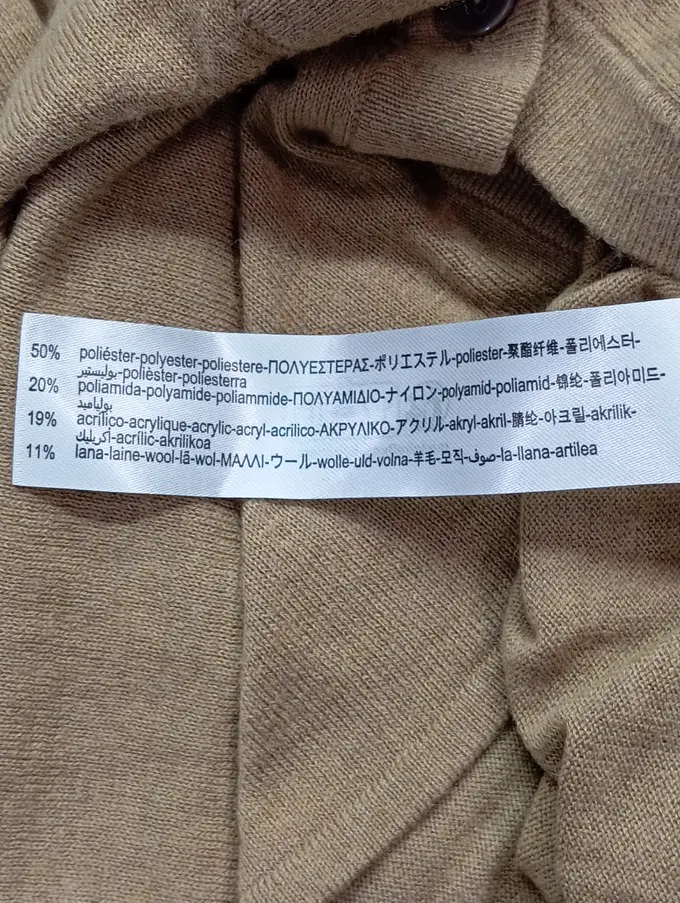 50% poliéster-polyester-poliestere-ΠΟΛΥΕΣΤΕΡΑΣ-ポリエステル-poliester-聚酯纤维-폴리에스터-
بوليستير-polièster-poliesterra
20% poliamida-polyamide-poliammide-ΠΟΛΥΑΜΙΔΙΟ-ナイロン-polyamid-poliamid-锦纶-폴리아미드-
بولياميد
19% acrílico-acrylique-acrylic-acryl-acrilico-ΑΚΡΥΛΙΚΟ-アクリル-akryl-akril-腈纶-아크릴-akrilik-
أكريليك-acrílic-akrilikoa
11% lana-laine-wool-lã-wol-ΜΑΛΛΙ-ウール-wolle-uld-volna-羊毛-모직-صوف-la-llana-artilea